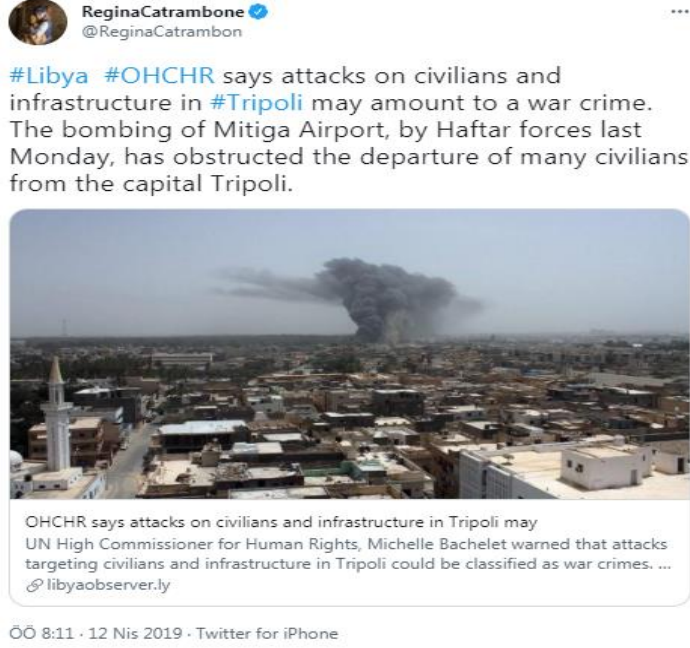 ReginaCatrambone
@ReginaCatrambon
#Libya #OHCHR says attacks on civilians and
infrastructure in #Tripoli may amount to a war crime.
The bombing of Mitiga Airport, by Haftar forces last
Monday, has obstructed the departure of many civilians
from the capital Tripoli.
OHCHR says attacks on civilians and infrastructure in Tripoli may
UN High Commissioner for Human Rights, Michelle Bachelet warned that attacks
targeting civilians and infrastructure in Tripoli could be classified as war crimes. ...
libyaobserver.ly
ÖÖ 8:11 · 12 Nis 2019 · Twitter for iPhone